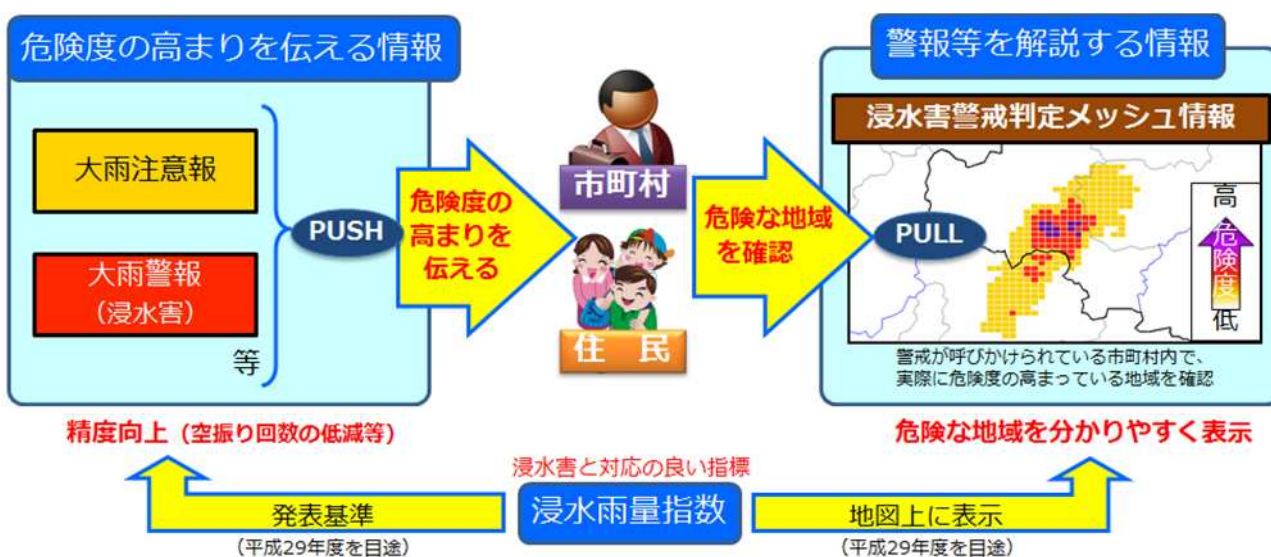 危険度の高まりを伝える情報
大雨注意報
大雨警報
（浸水害）
等
PUSH
危険度の
高まりを
伝える
市町村
住　民
危険な地域
を確認
警報等を解説する情報
浸水害警戒判定メッシュ情報
PULL
高
危険度
低
警戒が呼びかけられている市町村内で、
実際に危険度の高まっている地域を確認
精度向上（空振り回数の低減等）
危険な地域を分かりやすく表示
浸水害と対応の良い指標
浸水雨量指数
発表基準
（平成29年度を目途）
地図上に表示
（平成29年度を目途）